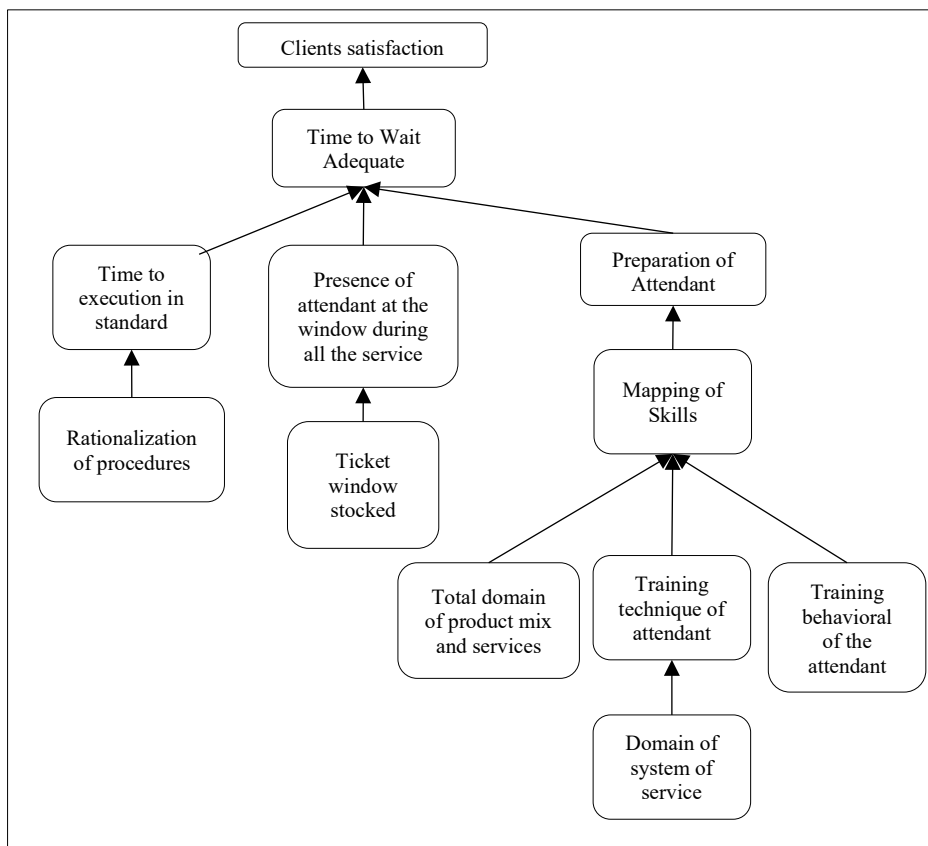 Clients satisfaction
Time to Wait
Adequate
Time to
execution in
standard
Presence of
attendant at the
window during
all the service
Preparation of
Attendant
Rationalization
of procedures
Ticket
window
stocked
Mapping of
Skills
Total domain
of product mix
and services
Training
technique of
attendant
Training
behavioral
of the
attendant
Domain of
system of
service